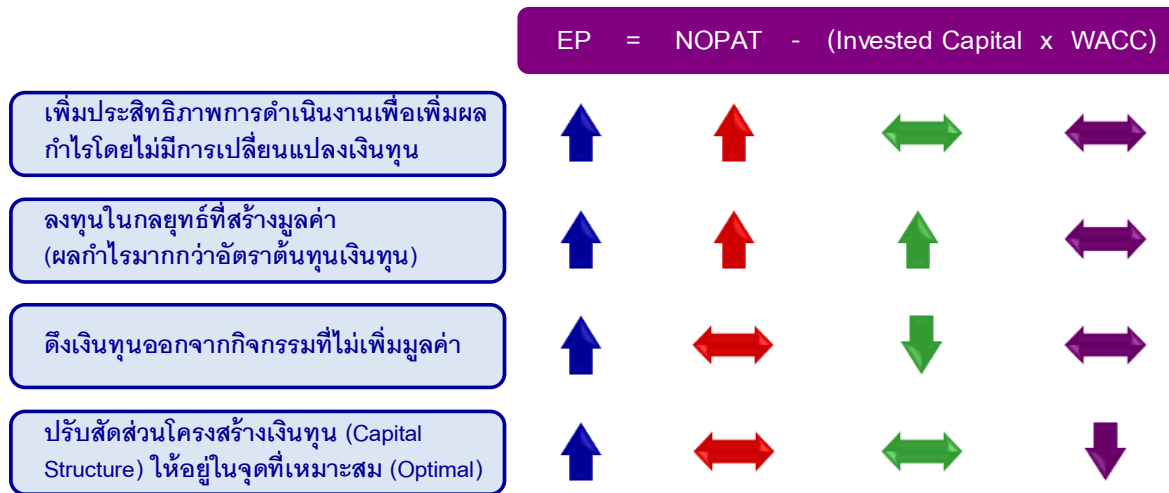 EP = NOPAT - (Invested Capital x WACC)
เพิ่มประสิทธิภาพการดำเนินงานเพื่อเพิ่มผล
กำไรโดยไม่มีการเปลี่ยนแปลงเงินทุน
ลงทุนในกลยุทธ์ที่สร้างมูลค่า
(ผลกำไรมากกว่าอัตราต้นทุนเงินทุน)
ดึงเงินทุนออกจากกิจกรรมที่ไม่เพิ่มมูลค่า
ปรับสัดส่วนโครงสร้างเงินทุน (Capital
Structure) ให้อยู่ในจุดที่เหมาะสม (Optimal)